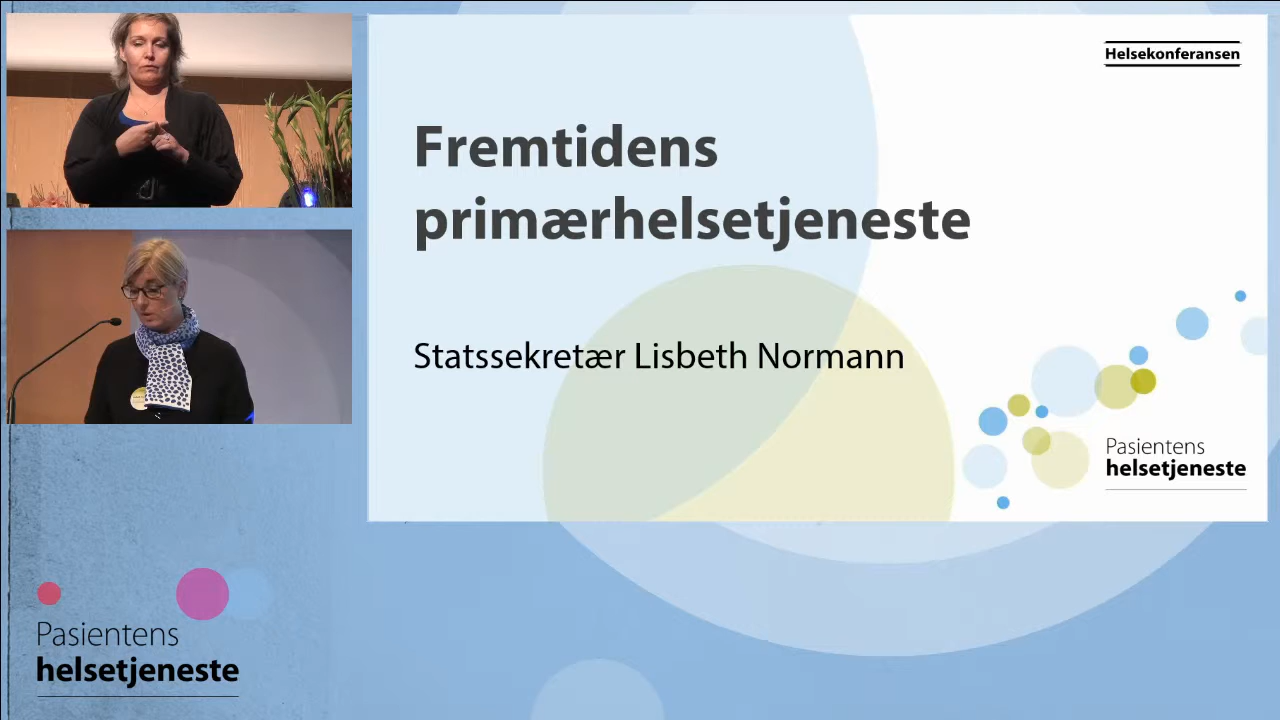 Helsekonferansen
Fremtidens
primærhelsetjeneste
Statssekretær Lisbeth Normann
Pasientens
helsetjeneste
Pasientens
helsetjeneste